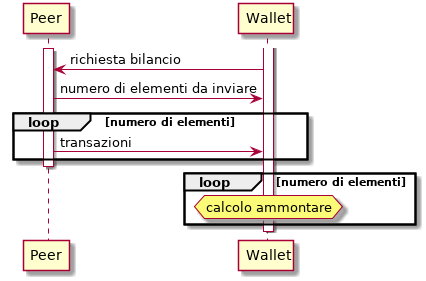 Peer Wallet
richiesta bilancio
numero di elementi da inviare
loop [numero di elementi]
transazioni
loop [numero di elementi]
calcolo ammontare
Peer Wallet